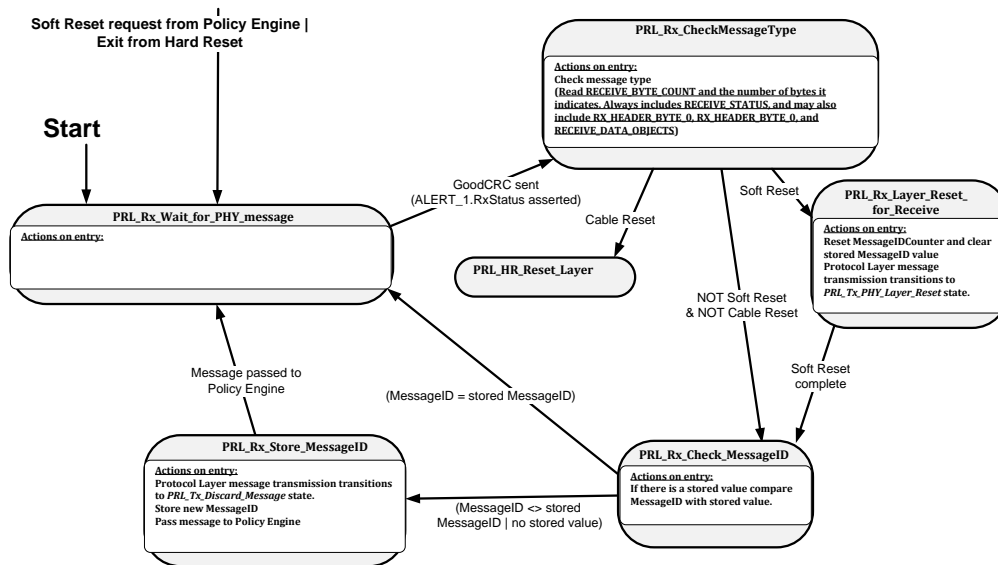 Soft Reset request from Policy Engine |
Exit from Hard Reset
Start
PRL_Rx_Wait_for_PHY_message
Actions on entry:
GoodCRC sent
(ALERT_1.RxStatus asserted)
PRL_Rx_CheckMessageType
Actions on entry:
Check message type
(Read RECEIVE_BYTE_COUNT and the number of bytes it
indicates. Always includes RECEIVE_STATUS, and may also
include RX_HEADER_BYTE_0, RX_HEADER_BYTE_0, and
RECEIVE_DATA_OBJECTS)
Cable Reset
Soft Reset
PRL_HR_Reset_Layer
PRL_Rx_Layer_Reset_
for_Receive
Actions on entry:
Reset MessageIDCounter and clear
stored MessageID value
Protocol Layer message
transmission transitions to
PRL_Tx_PHY_Layer_Reset state.
NOT Soft Reset
& NOT Cable Reset
Soft Reset
complete
Message passed to
Policy Engine
(MessageID = stored MessageID)
PRL_Rx_Store_MessageID
Actions on entry:
Protocol Layer message transmission transitions
to PRL_Tx_Discard_Message state.
Store new MessageID
Pass message to Policy Engine
(MessageID <> stored
MessageID | no stored value)
PRL_Rx_Check_MessageID
Actions on entry:
If there is a stored value compare
MessageID with stored value.